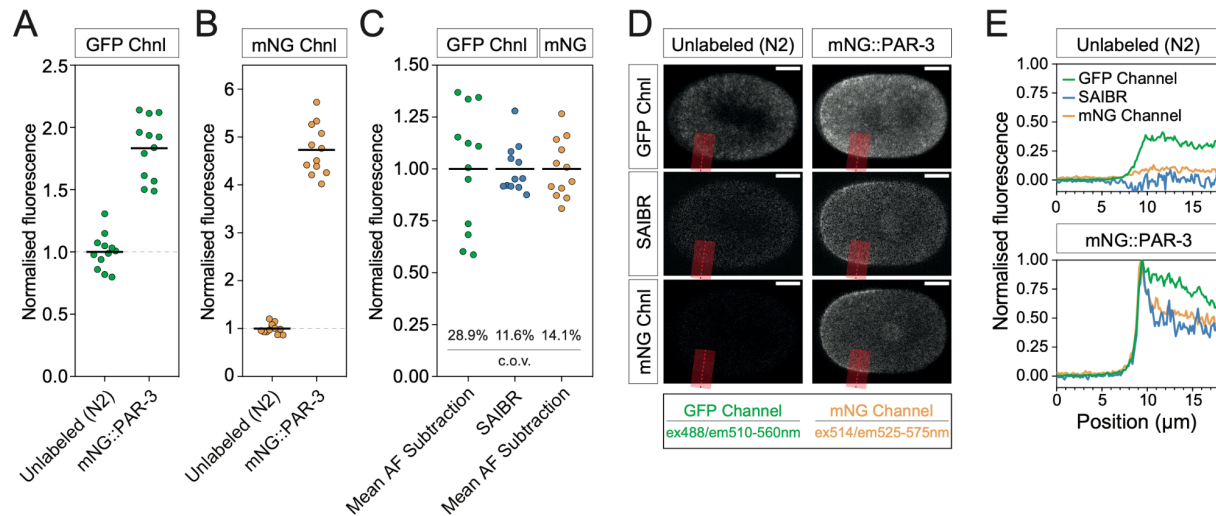 A
GFP Chnl
Normalised fluorescence
2.5
2.0
1.5
1.0
0.5
0.0
Unlabeled (N2)
mNG::PAR-3
B
mNG Chnl
Normalised fluorescence
6
5
4
3
2
1
0
Unlabeled (N2)
mNG::PAR-3
C
GFP Chnl
mNG
Normalised fluorescence
1.50
1.25
1.00
0.75
0.50
0.25
0.00
28.9% 11.6% 14.1%
c.o.v.
Mean AF Subtraction
SAIBR
Mean AF Subtraction
D
Unlabeled (N2)
mNG::PAR-3
GFP Chnl
SAIBR
mNG Chnl
GFP Channel
ex488/em510-560nm
mNG Channel
ex514/em525-575nm
E
Unlabeled (N2)
Normalised fluorescence
1.00
0.75
0.50
0.25
0.00
GFP Channel
SAIBR
mNG Channel
0 5 10 15
mNG::PAR-3
1.00
0.75
0.50
0.25
0.00
0 5 10 15
Position (µm)